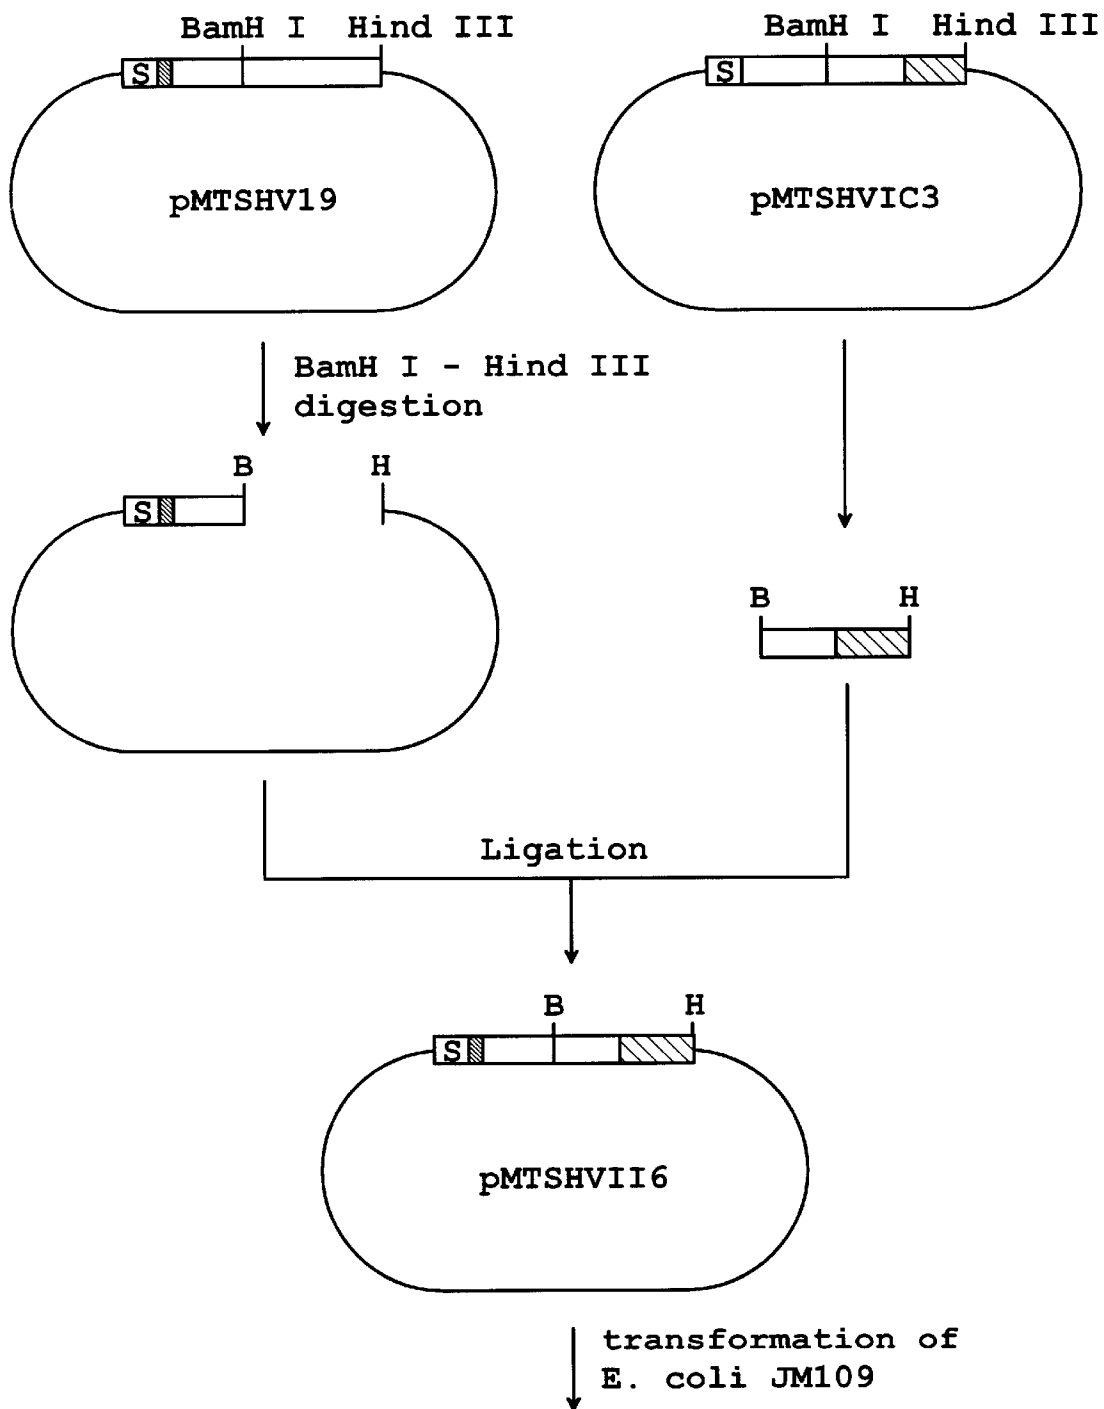 BamH I Hind III
BamH I Hind III
S
S
pMTSHV19
pMTSHVIC3
BamH I - Hind III
digestion
B H
S
B H
Ligation
B H
S
pMTSHVII6
transformation of
E. coli JM109